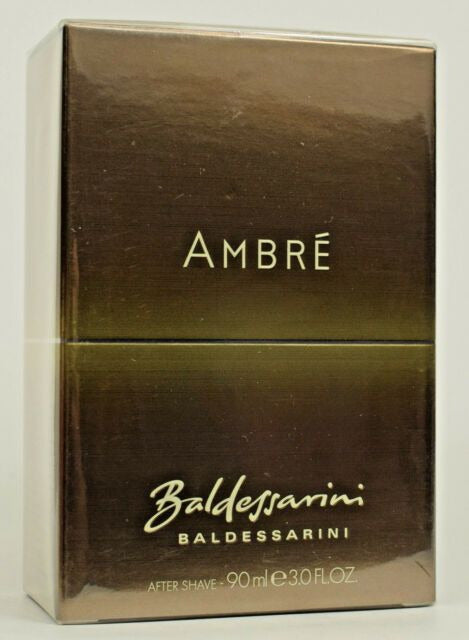 AMBRÉ
Baldessarini
BALDESSARINI
AFTER SHAVE - 90 ml ℮ 3.0 FL.OZ.